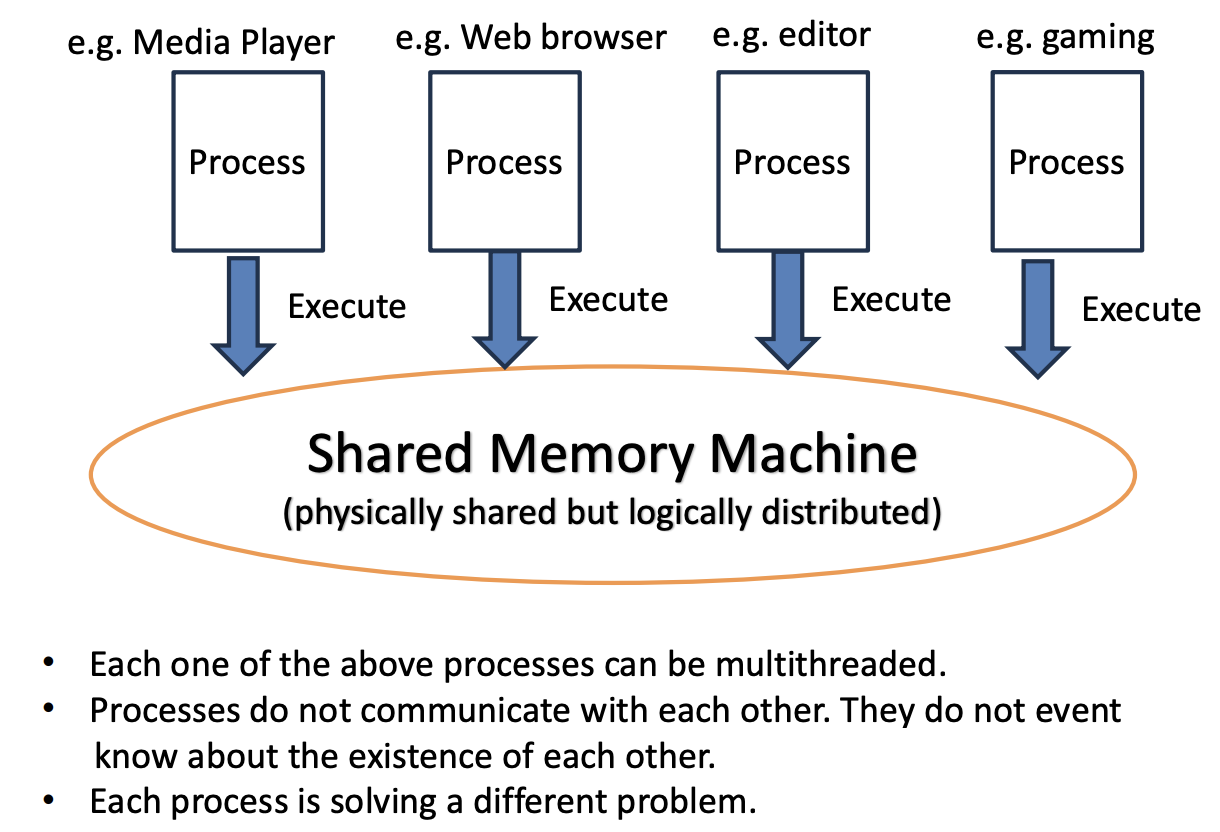 e.g. Media Player
e.g. Web browser
e.g. editor
e.g. gaming
Process
Process
Process
Process
Execute
Execute
Execute
Execute
Shared Memory Machine
(physically shared but logically distributed)
• Each one of the above processes can be multithreaded.
• Processes do not communicate with each other. They do not event
know about the existence of each other.
• Each process is solving a different problem.